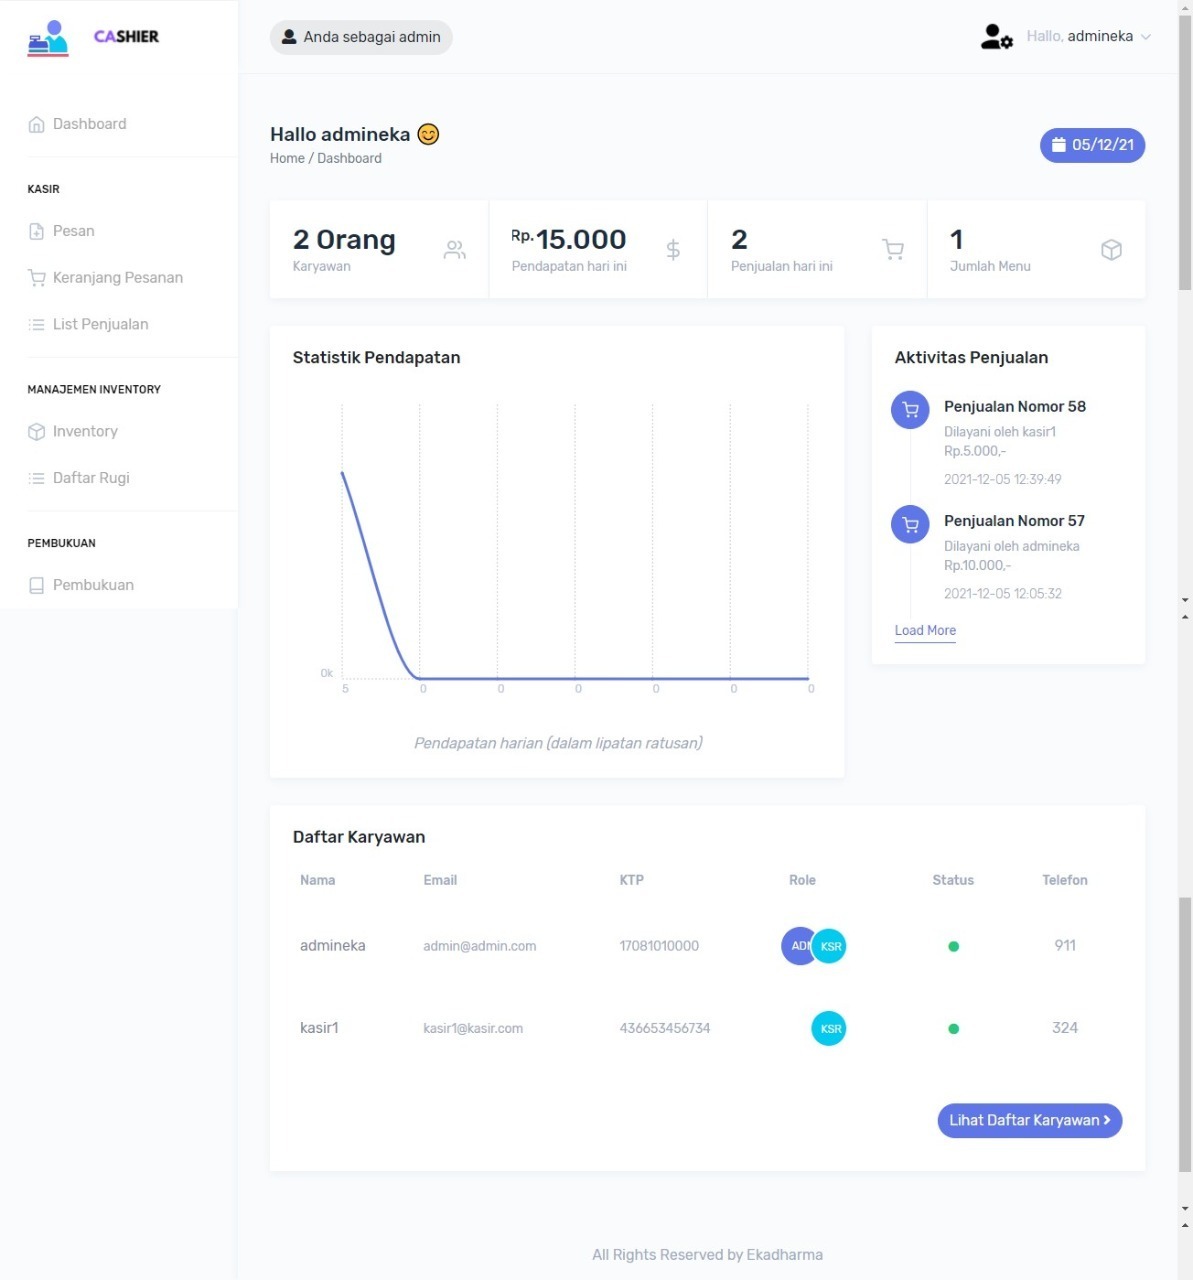 CASHIER
Anda sebagai admin
Hallo, admineka
Dashboard
KASIR
Pesan
Keranjang Pesanan
List Penjualan
MANAJEMEN INVENTORY
Inventory
Daftar Rugi
PEMBUKUAN
Pembukuan
Hallo admineka 😊
Home / Dashboard
05/12/21
2 Orang
Karyawan
Rp.15.000
Pendapatan hari ini
2
Penjualan hari ini
1
Jumlah Menu
Statistik Pendapatan
0k
5 0 0 0 0 0 0
Pendapatan harian (dalam lipatan ratusan)
Aktivitas Penjualan
Penjualan Nomor 58
Dilayani oleh kasir1
Rp.5.000,-
2021-12-05 12:39:49
Penjualan Nomor 57
Dilayani oleh admineka
Rp.10.000,-
2021-12-05 12:05:32
Load More
Daftar Karyawan
Nama Email KTP Role Status Telefon
admineka admin@admin.com 17081010000 ADM KSR 911
kasir1 kasir1@kasir.com 436653456734 KSR 324
Lihat Daftar Karyawan
All Rights Reserved by Ekadharma